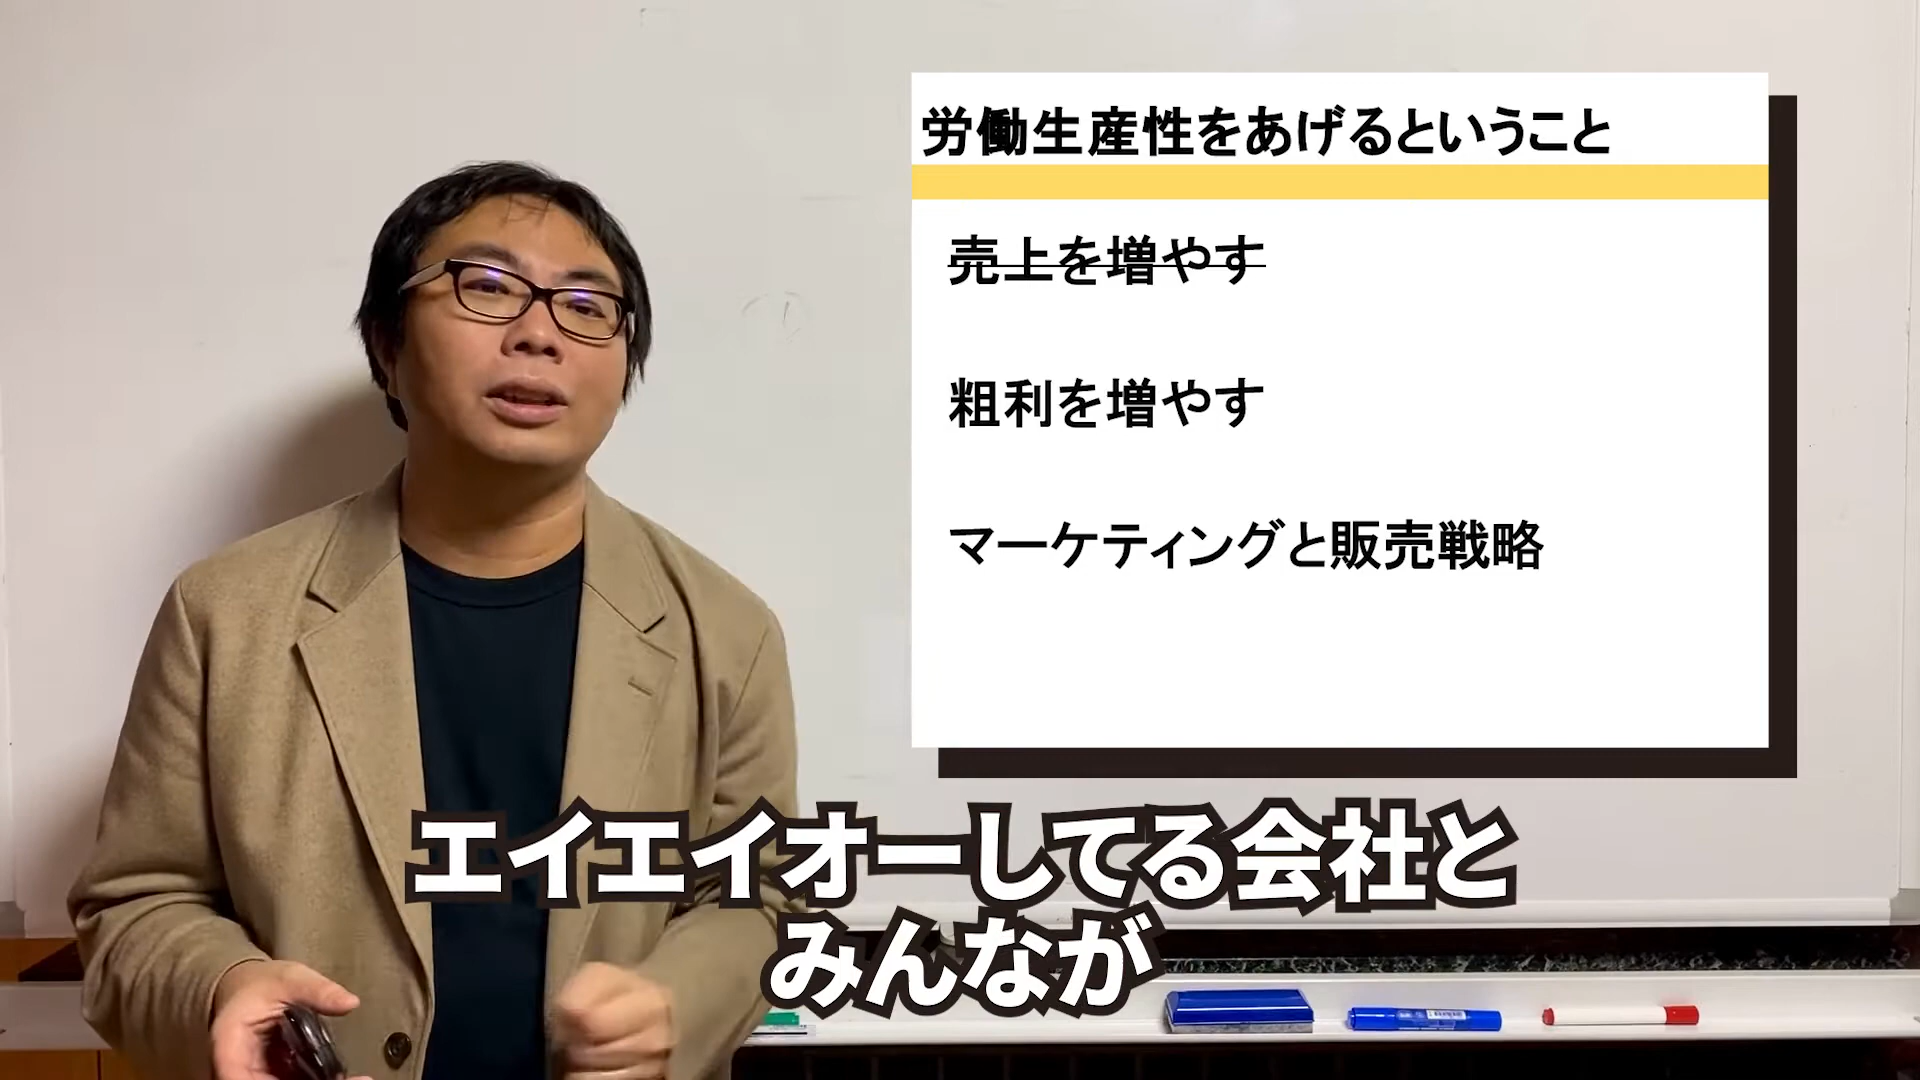 労働生産性をあげるということ
売上を増やす
粗利を増やす
マーケティングと販売戦略
エイエイオーしてる会社と
みんなが